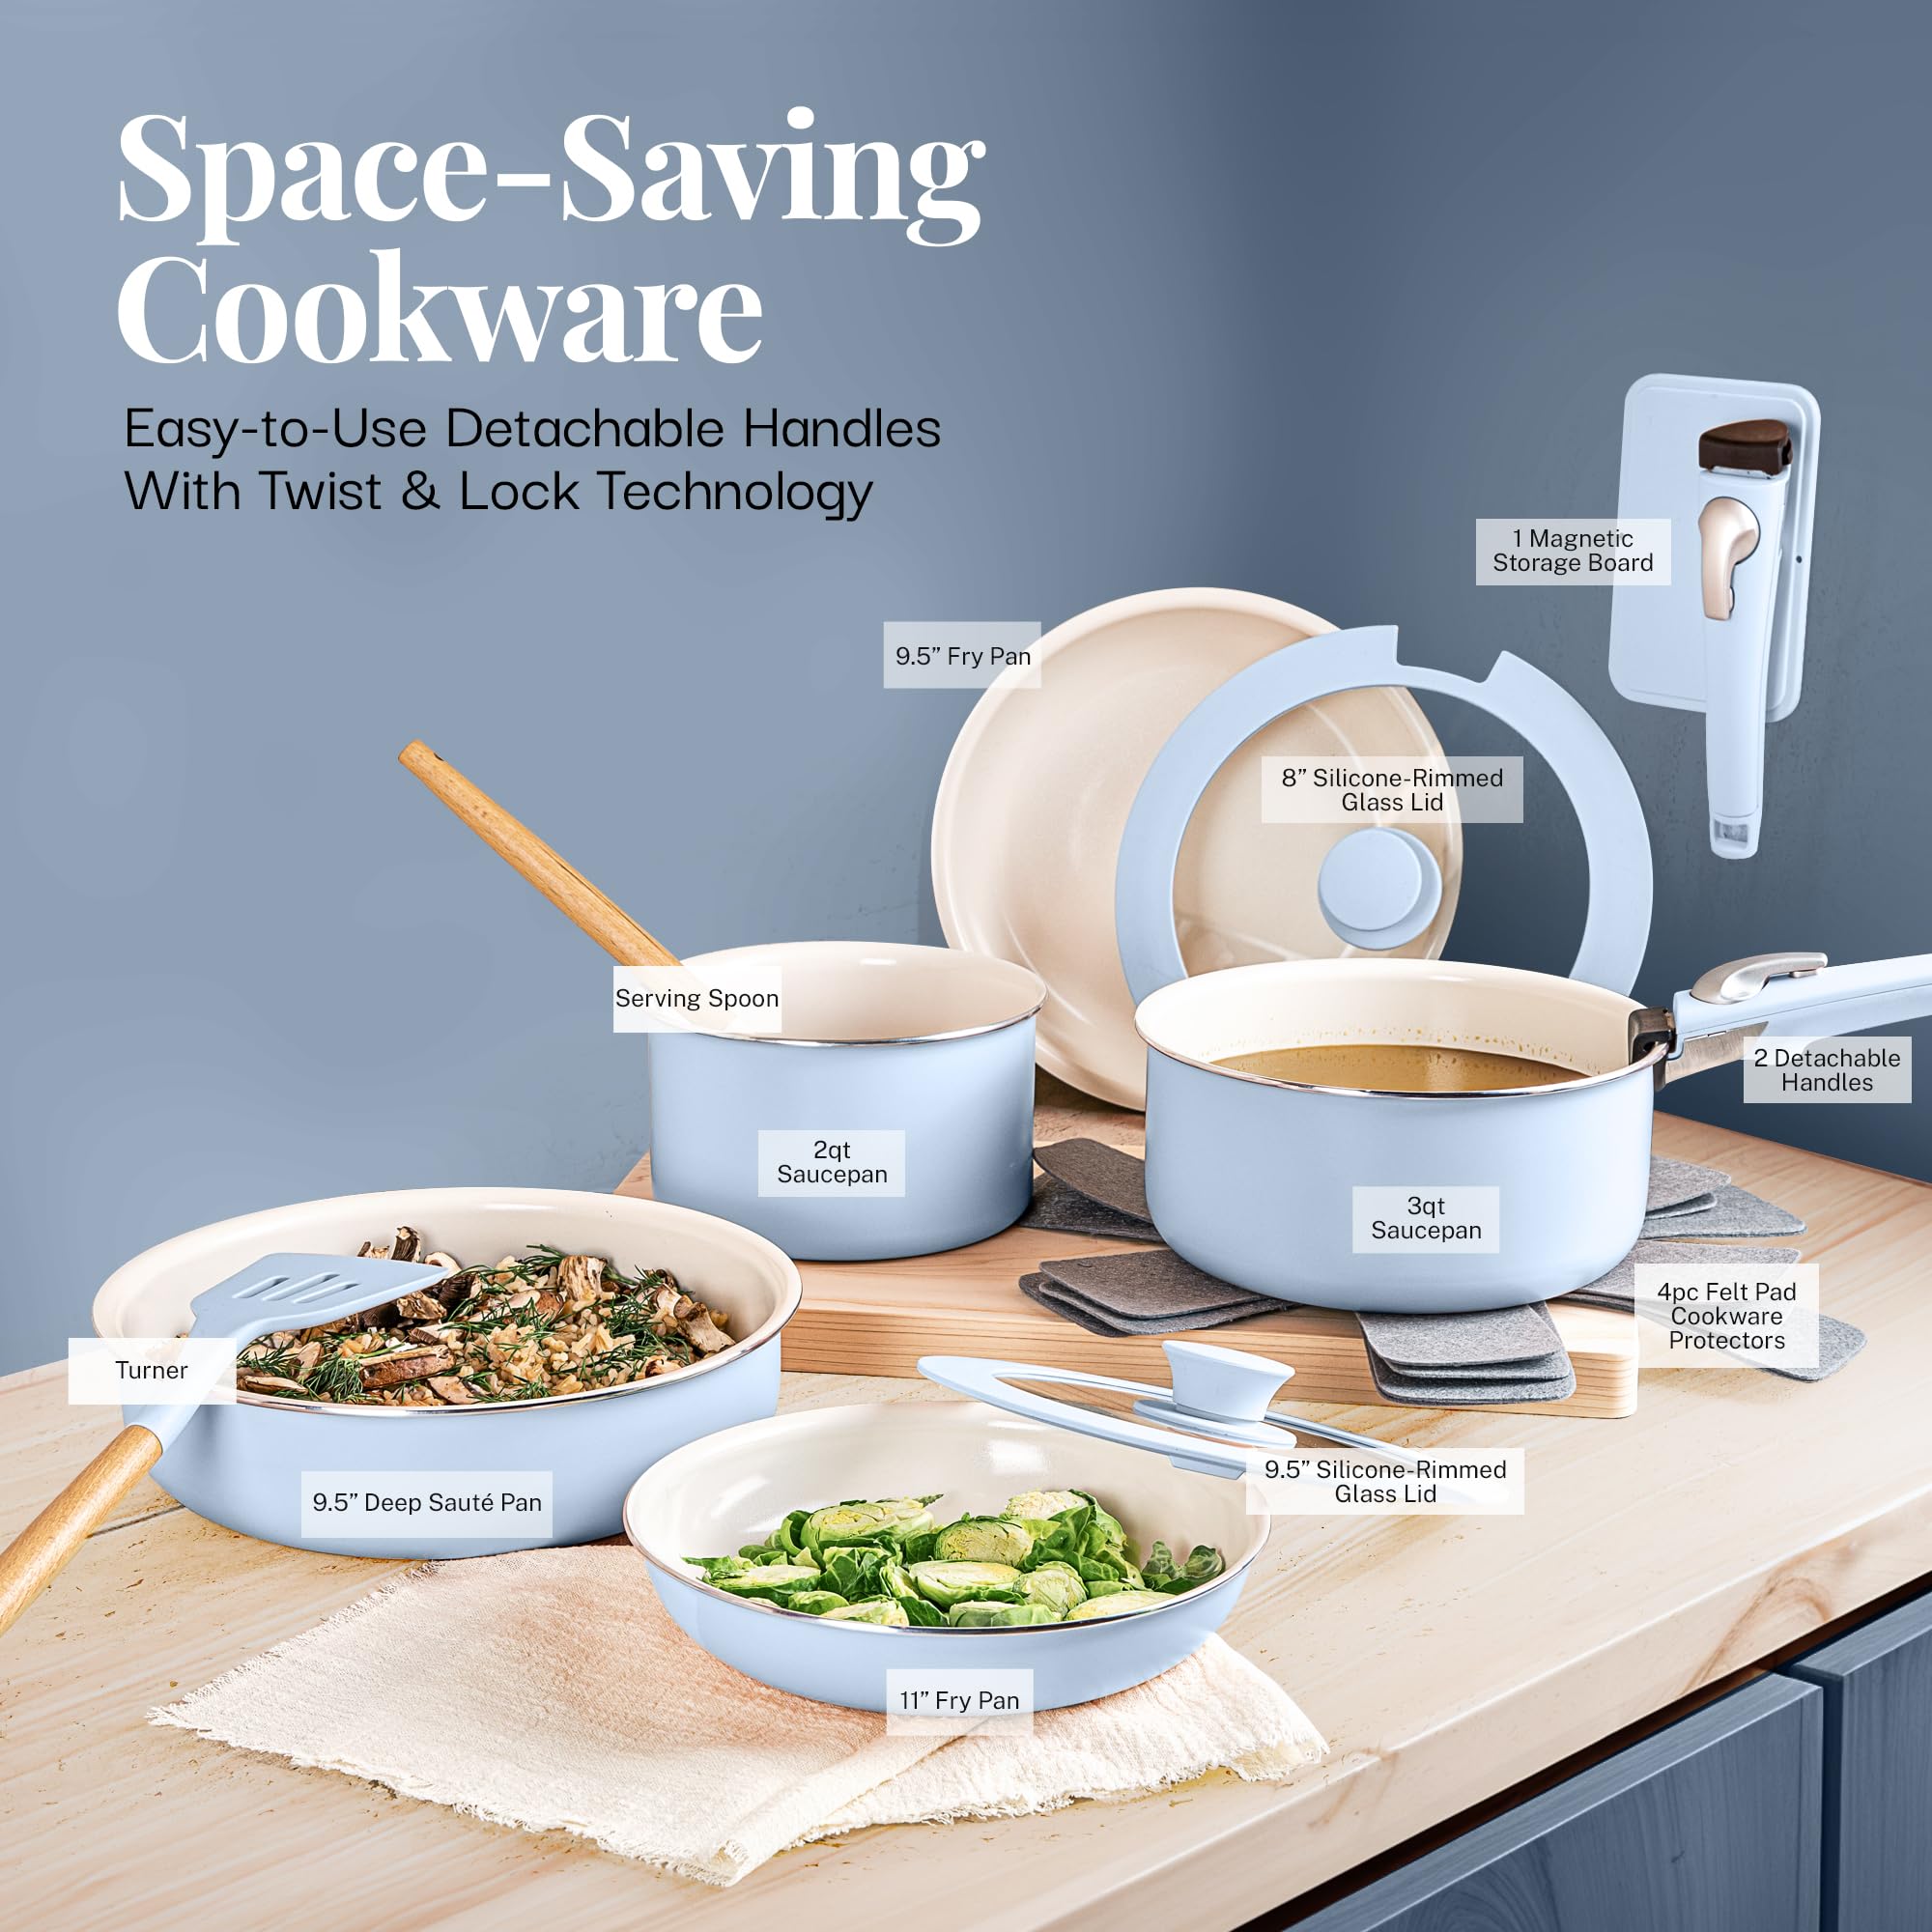 Space-Saving
Cookware
Easy-to-Use Detachable Handles
With Twist & Lock Technology
1 Magnetic
Storage Board
9.5” Fry Pan
8” Silicone-Rimmed
Glass Lid
Serving Spoon
2 Detachable
Handles
2qt
Saucepan
3qt
Saucepan
4pc Felt Pad
Cookware
Protectors
Turner
9.5” Silicone-Rimmed
Glass Lid
9.5” Deep Sauté Pan
11” Fry Pan